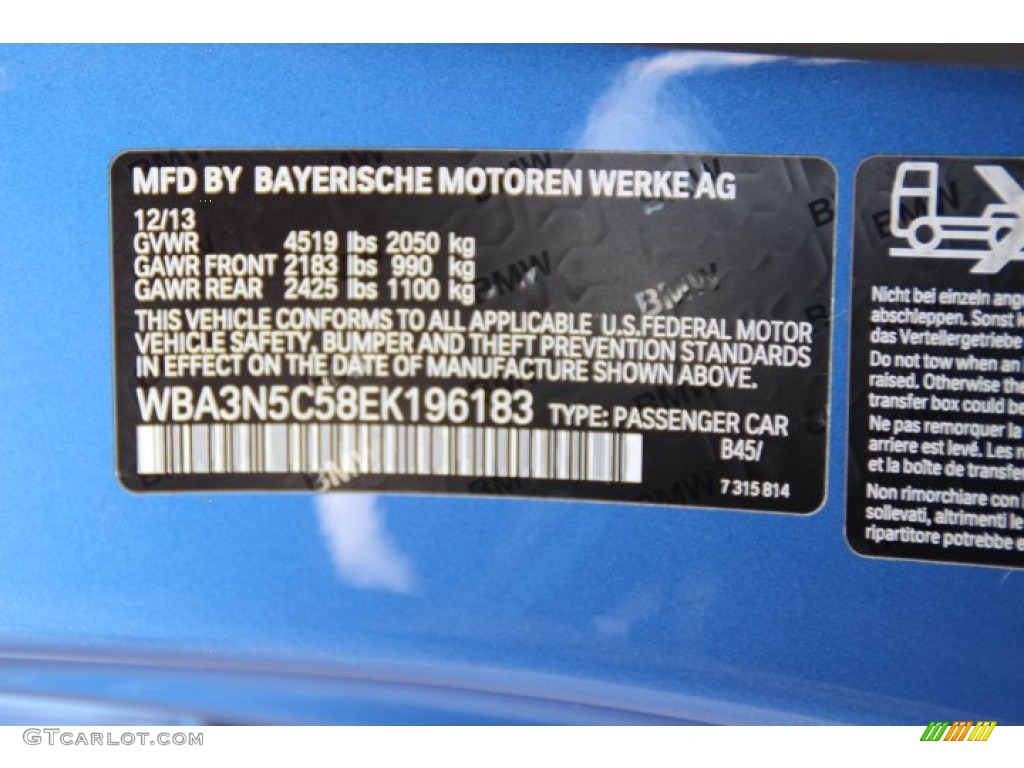 MFD BY BAYERISCHE MOTOREN WERKE AG
12/13
GVWR 4519 lbs 2050 kg
GAWR FRONT 2183 lbs 990 kg
GAWR REAR 2425 lbs 1100 kg
THIS VEHICLE CONFORMS TO ALL APPLICABLE U.S.FEDERAL MOTOR
VEHICLE SAFETY, BUMPER AND THEFT PREVENTION STANDARDS
IN EFFECT ON THE DATE OF MANUFACTURE SHOWN ABOVE.
WBA3N5C58EK196183 TYPE: PASSENGER CAR
B45/
7 315 814
Nicht bei einzeln
abschleppen. Sonst
das Verteilergetriebe
Do not tow when an
raised. Otherwise
transfer box could be
Ne pas remorquer la
arriere est levé. Les
et la boîte de transfe
Non rimorchiare con
sollevati, altrimenti le
ripartitore potrebbe e
GTCARLOT.COM